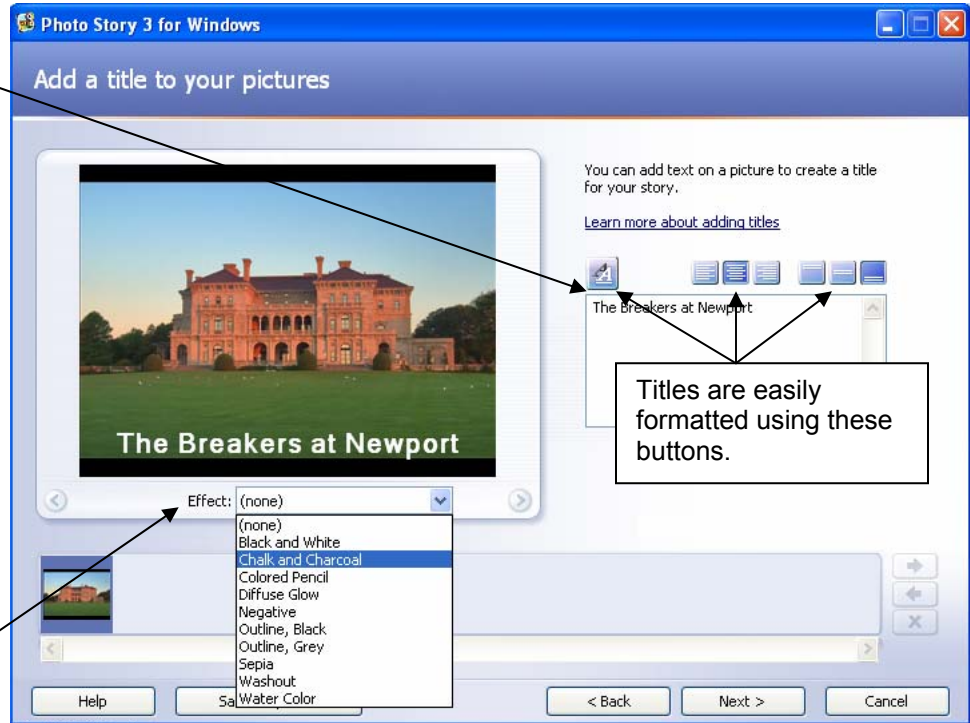 Photo Story 3 for Windows
Add a title to your pictures
You can add text on a picture to create a title
for your story.
Learn more about adding titles
A
The Breakers at Newport
Titles are easily
formatted using these
buttons.
The Breakers at Newport
Effect: (none)
(none)
Black and White
Chalk and Charcoal
Colored Pencil
Diffuse Glow
Negative
Outline, Black
Outline, Grey
Sepia
Washout
Water Color
Help
< Back
Next >
Cancel